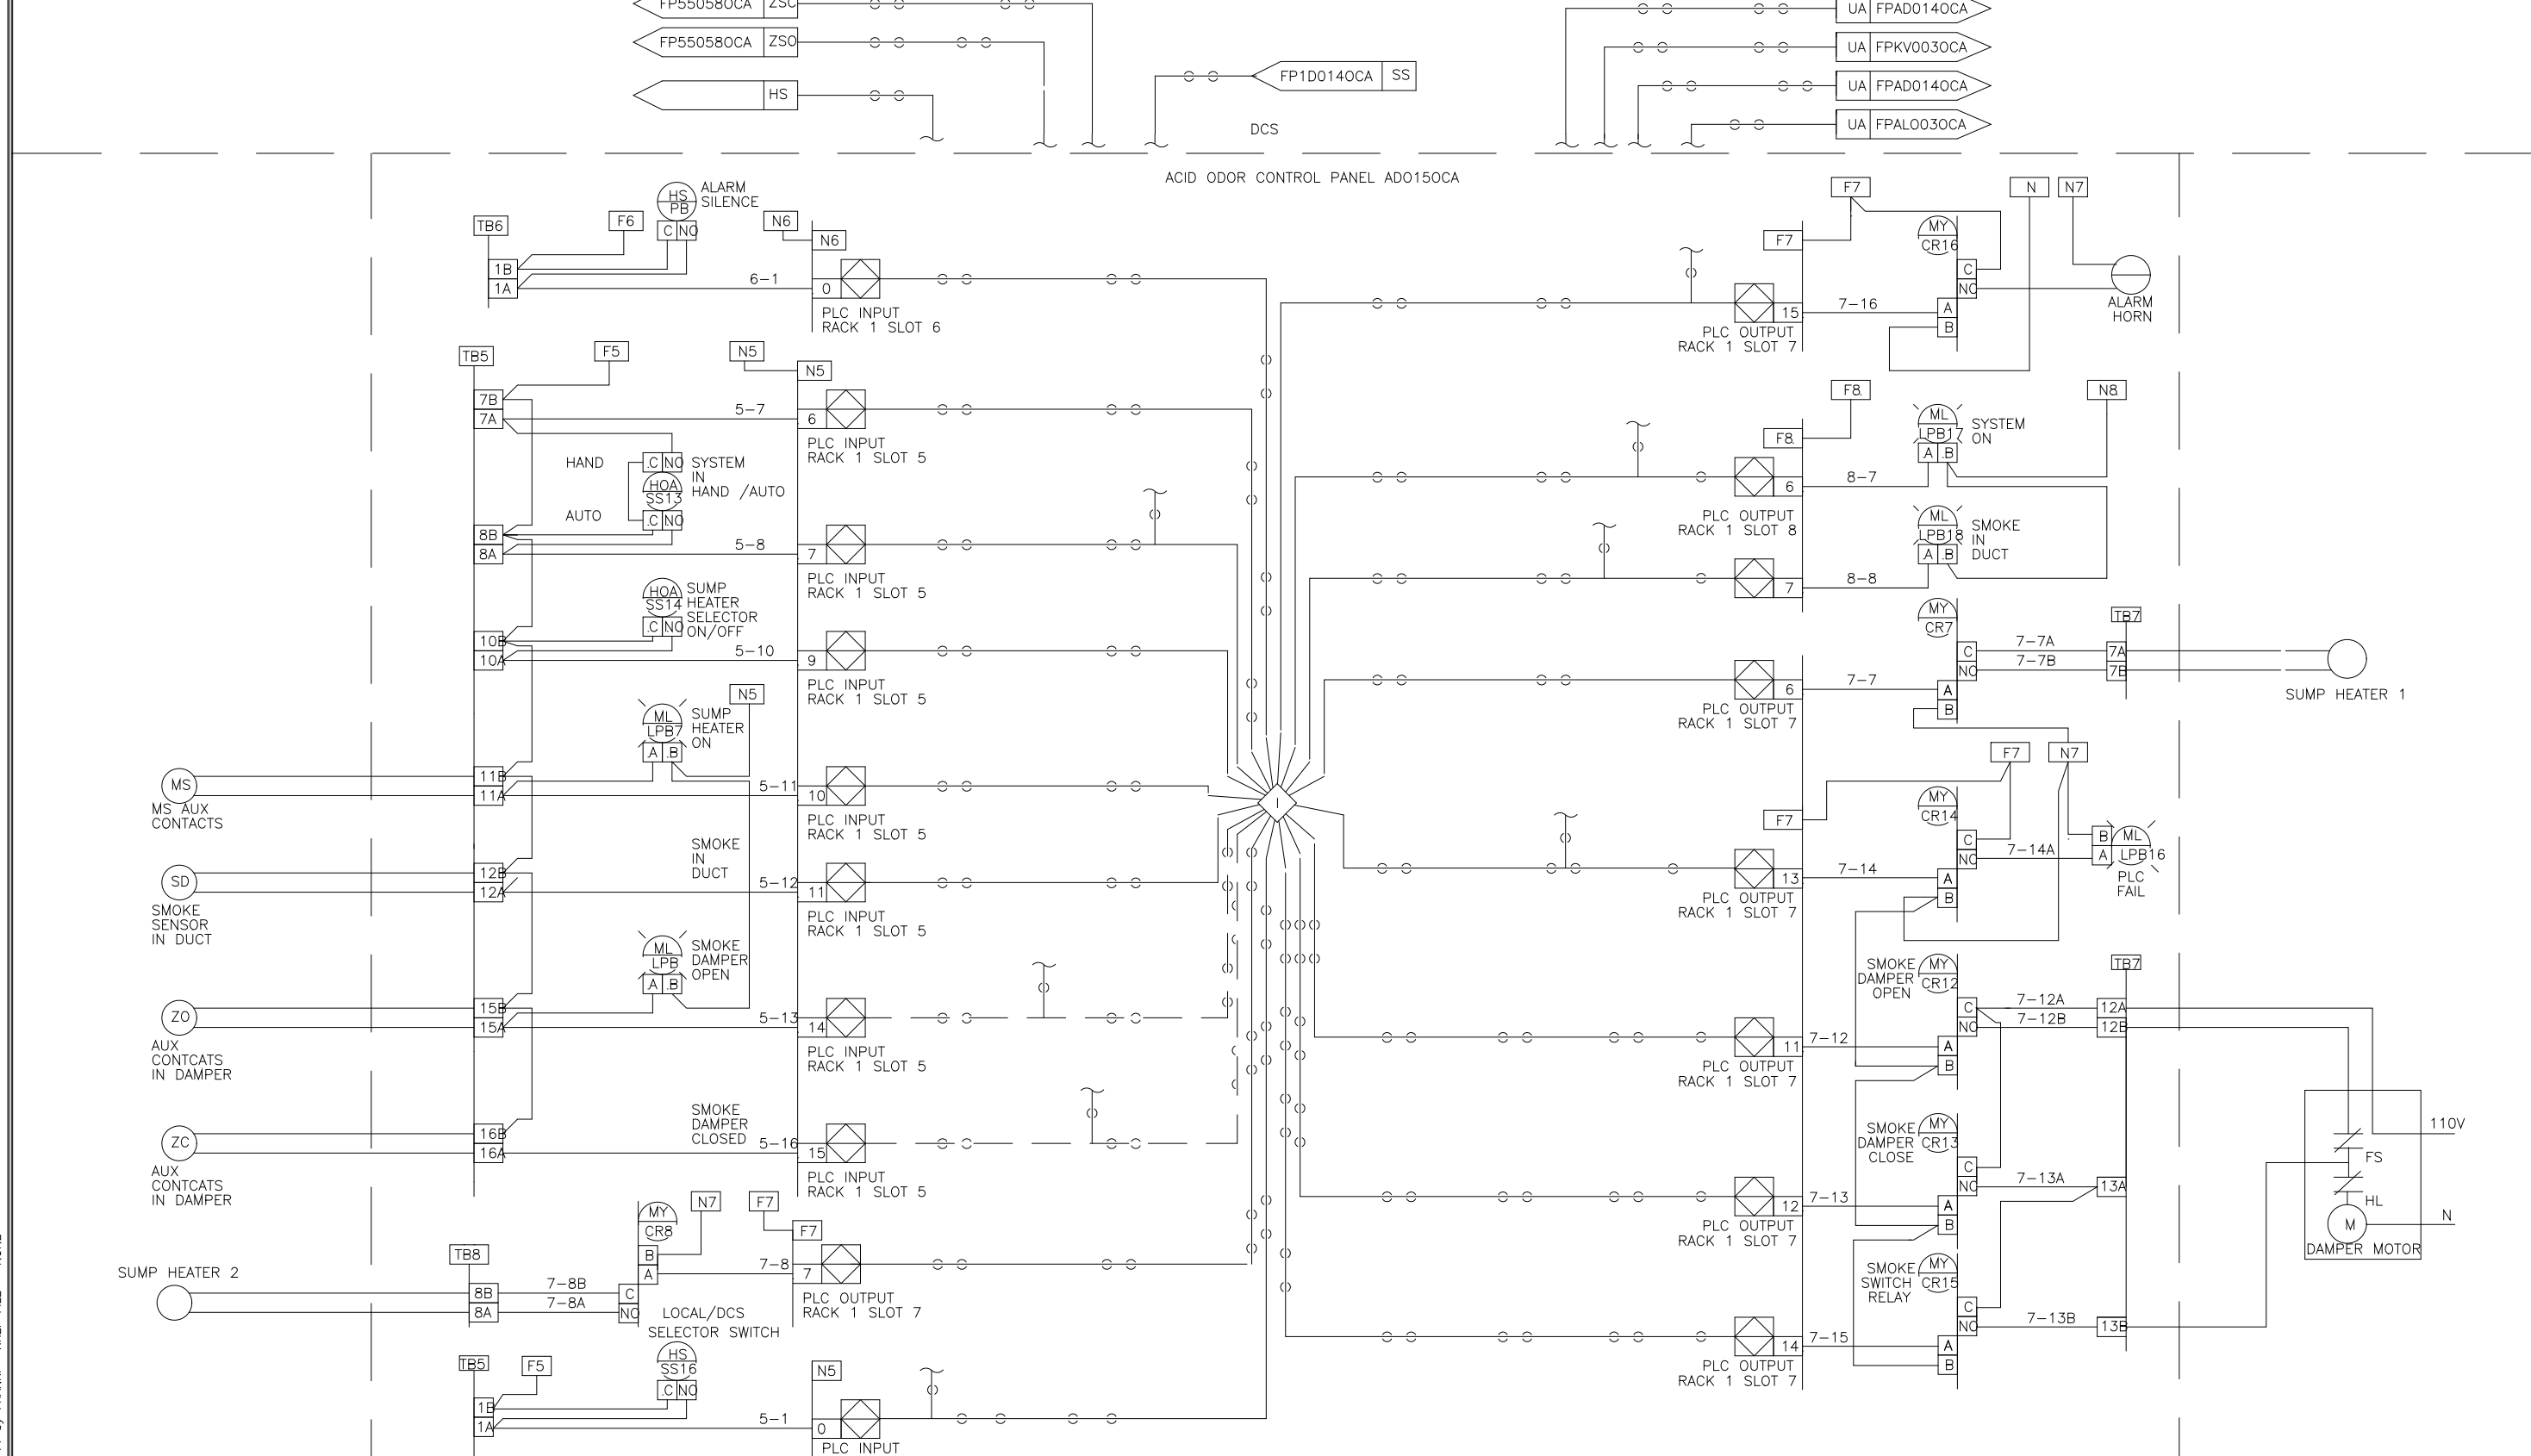 FP55058OCA ZSC
FP55058OCA ZSO
HS
FP1D014OCA SS
DCS
UA FPAD014OCA
UA FPKV003OCA
UA FPAD014OCA
UA FPAL003OCA
ACID ODOR CONTROL PANEL AD015OCA
TB6
F6
HS
PB
ALARM
SILENCE
C NO
N6
N6
1B
1A
6-1
0
PLC INPUT
RACK 1 SLOT 6
TB5
F5
N5
N5
7B
7A
5-7
6
PLC INPUT
RACK 1 SLOT 5
HAND
.C NO
SYSTEM
IN
HAND /AUTO
HOA
SS13
AUTO
.C NO
8B
8A
5-8
7
PLC INPUT
RACK 1 SLOT 5
HOA
SS14
SUMP
HEATER
SELECTOR
ON/OFF
.C NO
10B
10A
5-10
9
PLC INPUT
RACK 1 SLOT 5
N5
ML
LPB7
SUMP
HEATER
ON
A .B
MS
MS AUX
CONTACTS
11B
11A
5-11
10
PLC INPUT
RACK 1 SLOT 5
SMOKE
IN
DUCT
SD
SMOKE
SENSOR
IN DUCT
12B
12A
5-12
11
PLC INPUT
RACK 1 SLOT 5
ML
LPB
SMOKE
DAMPER
OPEN
.A .B
ZO
AUX
CONTCATS
IN DAMPER
15B
15A
5-13
14
PLC INPUT
RACK 1 SLOT 5
SMOKE
DAMPER
CLOSED
ZC
AUX
CONTCATS
IN DAMPER
16B
16A
5-16
15
PLC INPUT
RACK 1 SLOT 5
MY
CR8
N7
F7
F7
TB8
B
A
7-8
7
PLC OUTPUT
RACK 1 SLOT 7
SUMP HEATER 2
8B
8A
7-8B
7-8A
C
NO
LOCAL/DCS
SELECTOR SWITCH
TB5
F5
HS
SS16
.C NO
N5
1B
1A
5-1
0
PLC INPUT
I
F7
N
N7
F7
MY
CR16
C
NO
ALARM
HORN
15
7-16
A
B
PLC OUTPUT
RACK 1 SLOT 7
F8.
N8.
F8.
ML
LPB17
SYSTEM
ON
A .B
6
8-7
PLC OUTPUT
RACK 1 SLOT 8
ML
LPB18
SMOKE
IN
DUCT
A .B
7
8-8
MY
CR7
TB7
C
NO
7-7A
7-7B
7A
7B
SUMP HEATER 1
6
7-7
A
B
PLC OUTPUT
RACK 1 SLOT 7
F7
N7
F7
MY
CR14
C
NO
7-14A
B
A
ML
LPB16
PLC
FAIL
13
7-14
A
B
PLC OUTPUT
RACK 1 SLOT 7
SMOKE
DAMPER
OPEN
MY
CR12
TB7
C
NO
7-12A
7-12B
12A
12B
11
7-12
A
B
PLC OUTPUT
RACK 1 SLOT 7
SMOKE
DAMPER
CLOSE
MY
CR13
C
NO
7-13A
13A
12
7-13
A
B
PLC OUTPUT
RACK 1 SLOT 7
110V
FS
HL
M
N
DAMPER MOTOR
SMOKE
SWITCH
RELAY
MY
CR15
C
NO
7-13B
13B
14
7-15
A
B
PLC OUTPUT
RACK 1 SLOT 7